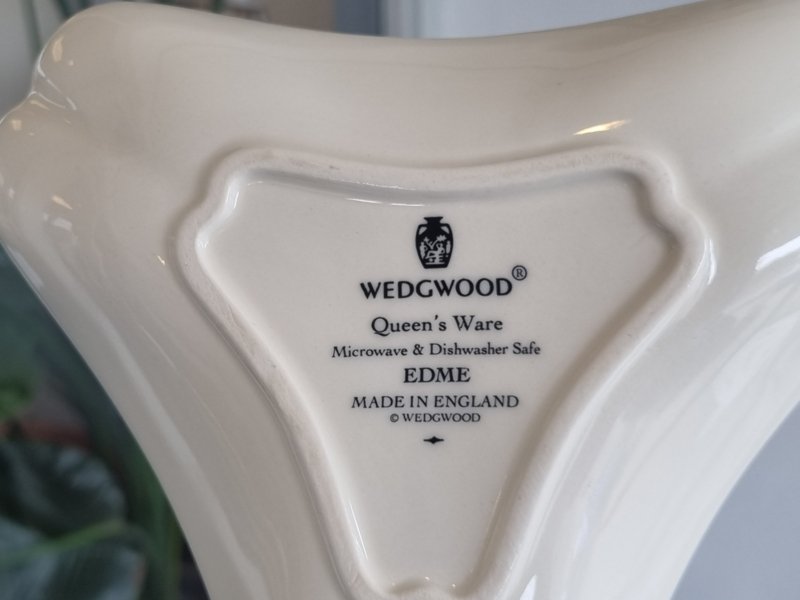 WEDGWOOD®
Queen's Ware
Microwave & Dishwasher Safe
EDME
MADE IN ENGLAND
© WEDGWOOD